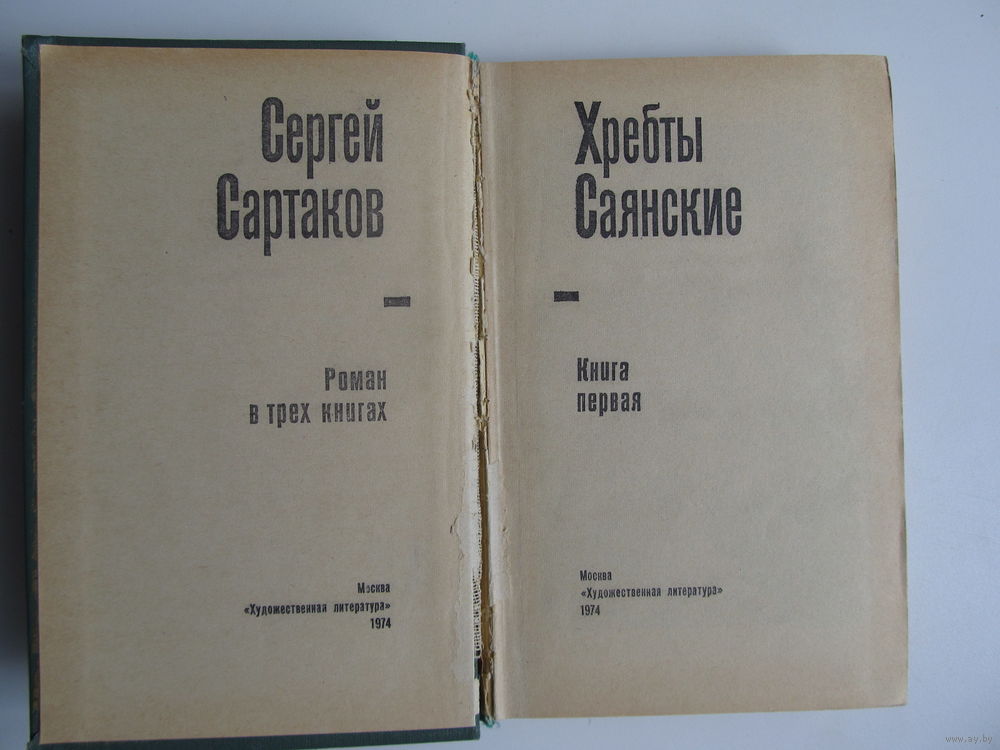 Сергей
Сартаков
Роман
в трех книгах
Москва
«Художественная литература»
1974
Хребты
Саянские
Книга
первая
Москва
«Художественная литература»
1974
www.ay.by